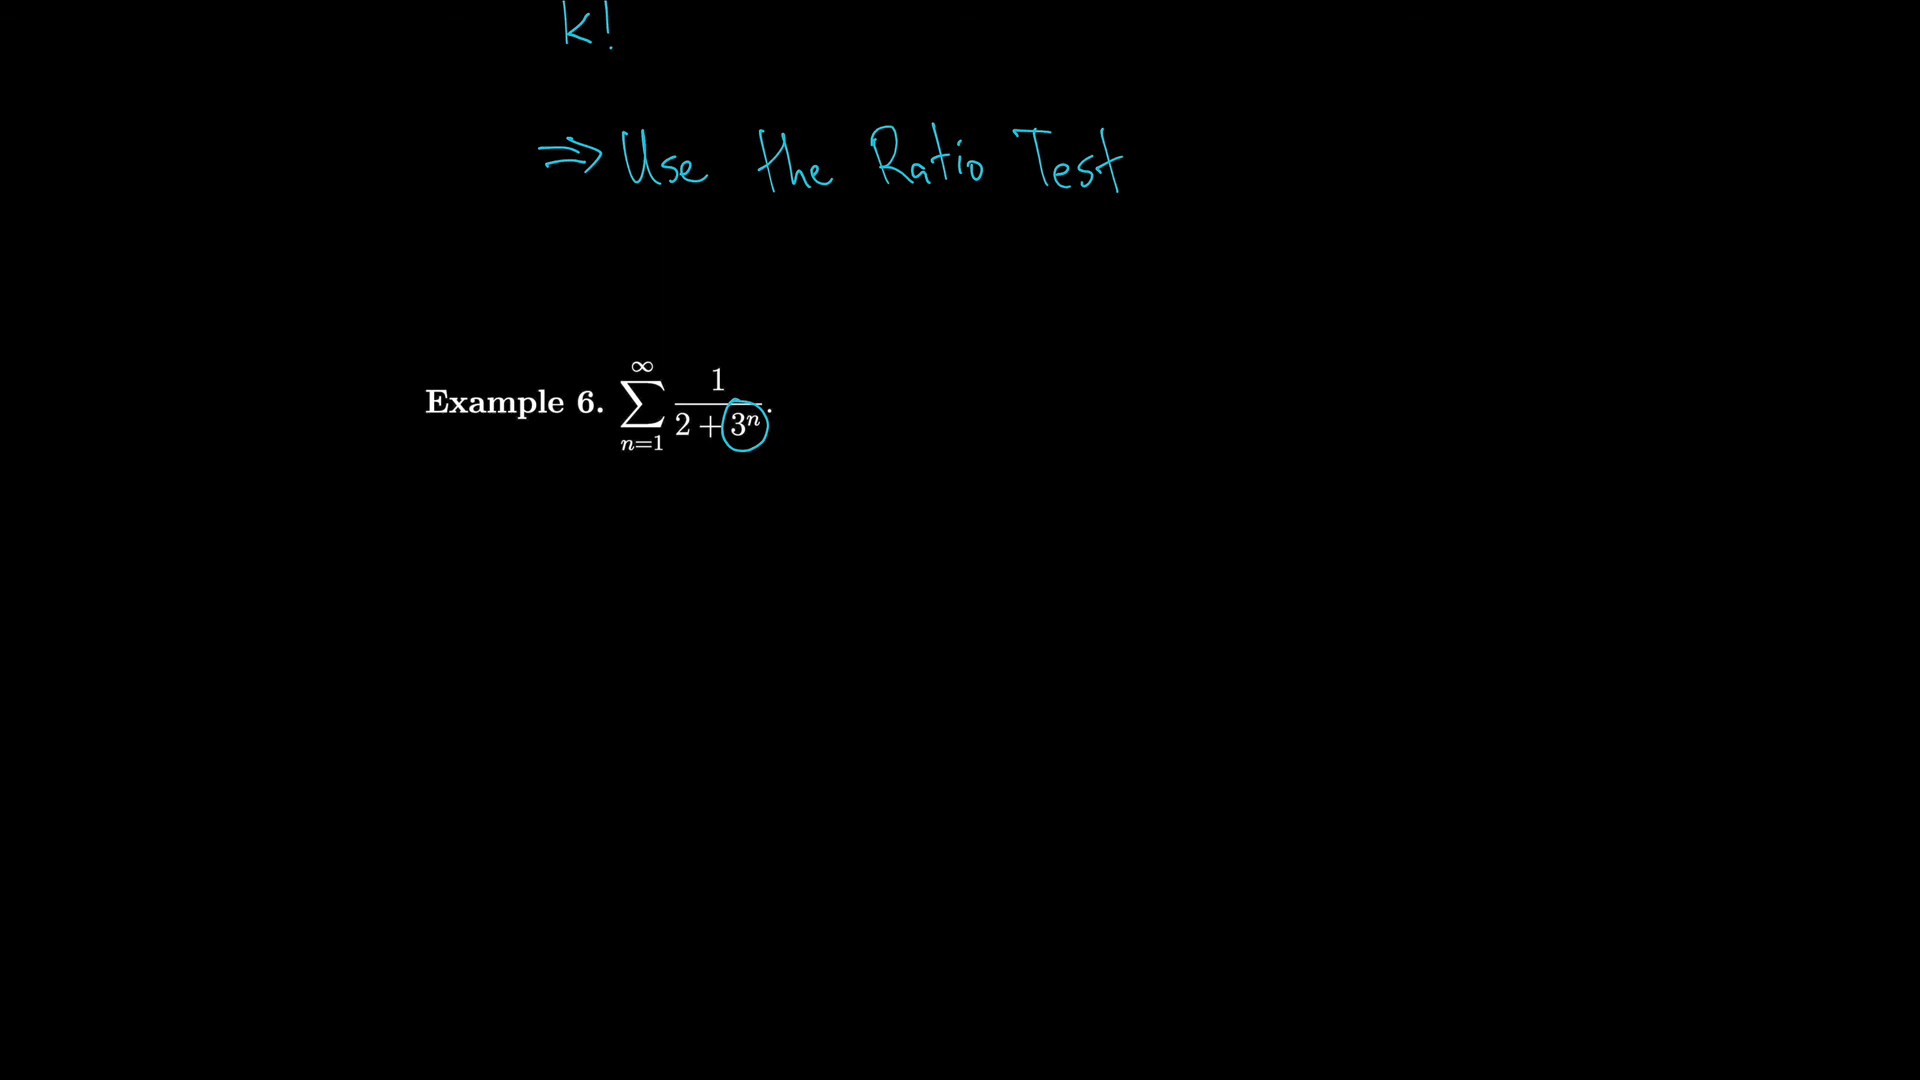 k!
⇒ Use the Ratio Test
Example 6. $\sum_{n=1}^{\infty} \frac{1}{2+3^n}$.